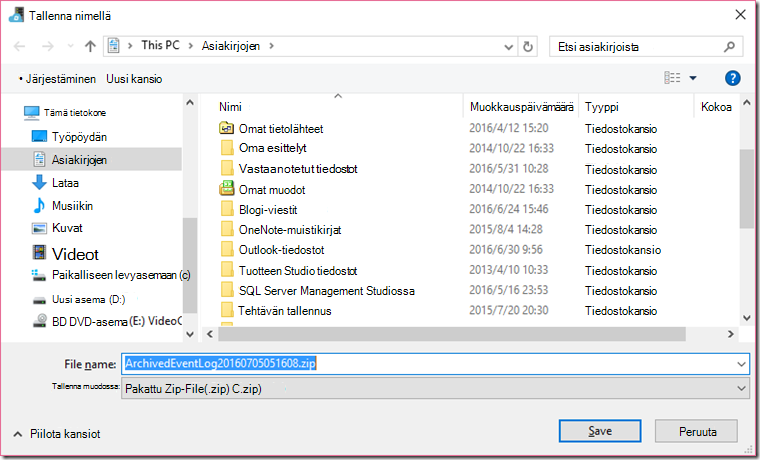 Tallenna nimellä
This PC
Asiakirjojen
Etsi asiakirjoista
• Järjestäminen Uusi kansio
?
Tämä tietokone
Työpöydän
Asiakirjojen
Lataa
Musiikin
Kuvat
Videot
Paikalliseen levyasemaan (c)
Uusi asema (D:)
BD DVD-asema (E:) VideoC
Nimi Muokkauspäivämäärä Tyyppi Kokoa
Omat tietolähteet 2016/4/12 15:20 Tiedostokansio
Oma esittelyt 2014/10/22 16:33 Tiedostokansio
Vastaanotetut tiedostot 2016/5/31 10:28 Tiedostokansio
Omat muodot 2014/10/22 16:33 Tiedostokansio
Blogi-viestit 2016/6/24 15:46 Tiedostokansio
OneNote-muistikirjat 2015/8/4 14:28 Tiedostokansio
Outlook-tiedostot 2016/6/30 9:56 Tiedostokansio
Tuotteen Studio tiedostot 2013/4/10 10:33 Tiedostokansio
SQL Server Management Studiossa 2016/5/16 23:53 Tiedostokansio
Tehtävän tallennus 2015/7/20 20:30 Tiedostokansio
File name: ArchivedEventLog20160705051608.zip
Tallenna muodossa: Pakattu Zip-File(.zip) C.zip)
Piilota kansiot
Save Peruuta